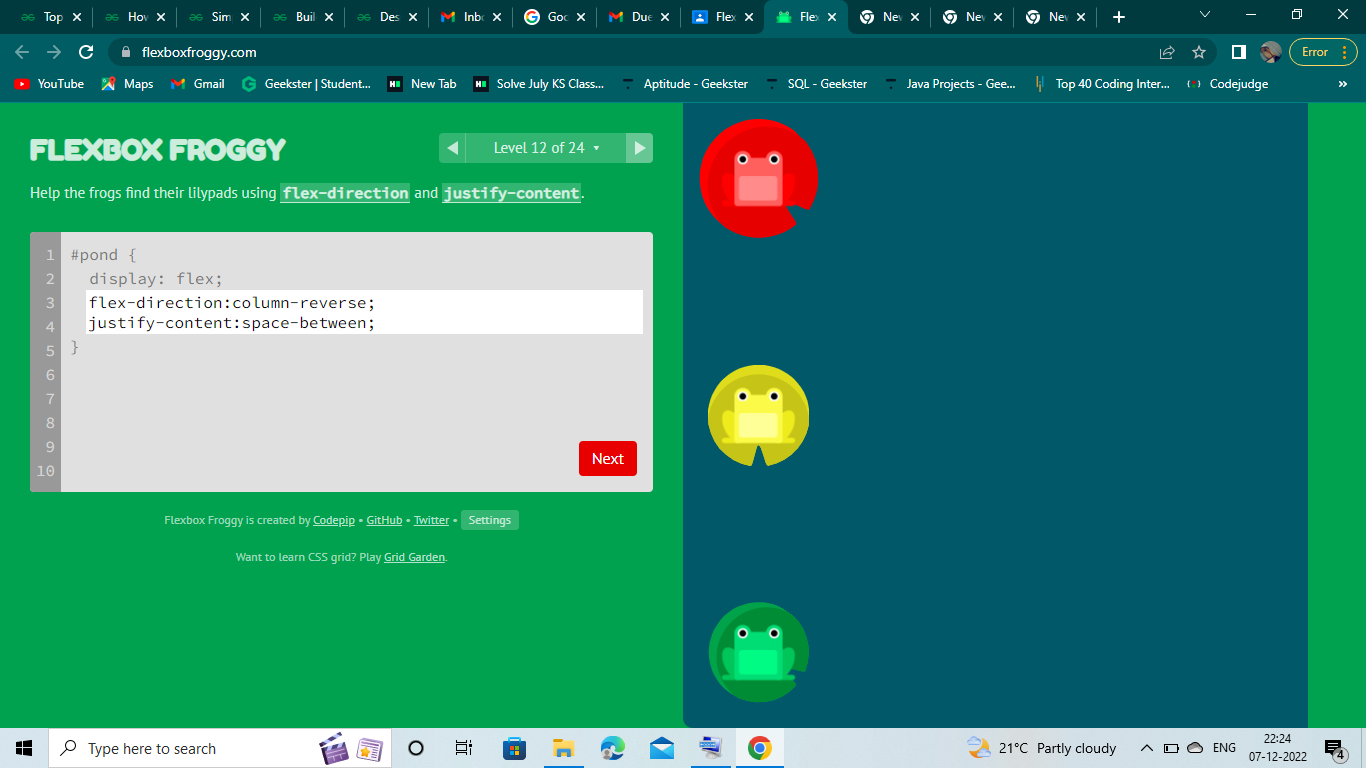 Top
How
Sim
Buil
Des
Inbo
Goo
Due
Flex
Flex
New
New
New
flexboxfroggy.com
Error
YouTube
Maps
Gmail
Geekster | Student...
New Tab
Solve July KS Class...
Aptitude - Geekster
SQL - Geekster
Java Projects - Gee...
Top 40 Coding Inter...
Codejudge
»
FLEXBOX FROGGY
Level 12 of 24
Help the frogs find their lilypads using flex-direction and justify-content.
1 #pond {
2 display: flex;
3 flex-direction:column-reverse;
4 justify-content:space-between;
5 }
6
7
8
9
10
Next
Flexbox Froggy is created by Codepip • GitHub • Twitter • Settings
Want to learn CSS grid? Play Grid Garden.
Type here to search
21°C Partly cloudy
ENG
22:24
07-12-2022
4